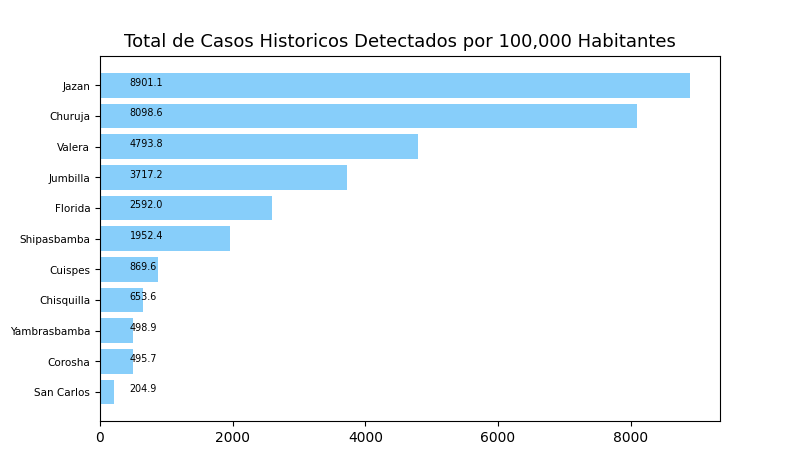 Total de Casos Historicos Detectados por 100,000 Habitantes
Jazan 8901.1
Churuja 8098.6
Valera 4793.8
Jumbilla 3717.2
Florida 2592.0
Shipasbamba 1952.4
Cuispes 869.6
Chisquilla 653.6
Yambrasbamba 498.9
Corosha 495.7
San Carlos 204.9
0 2000 4000 6000 8000